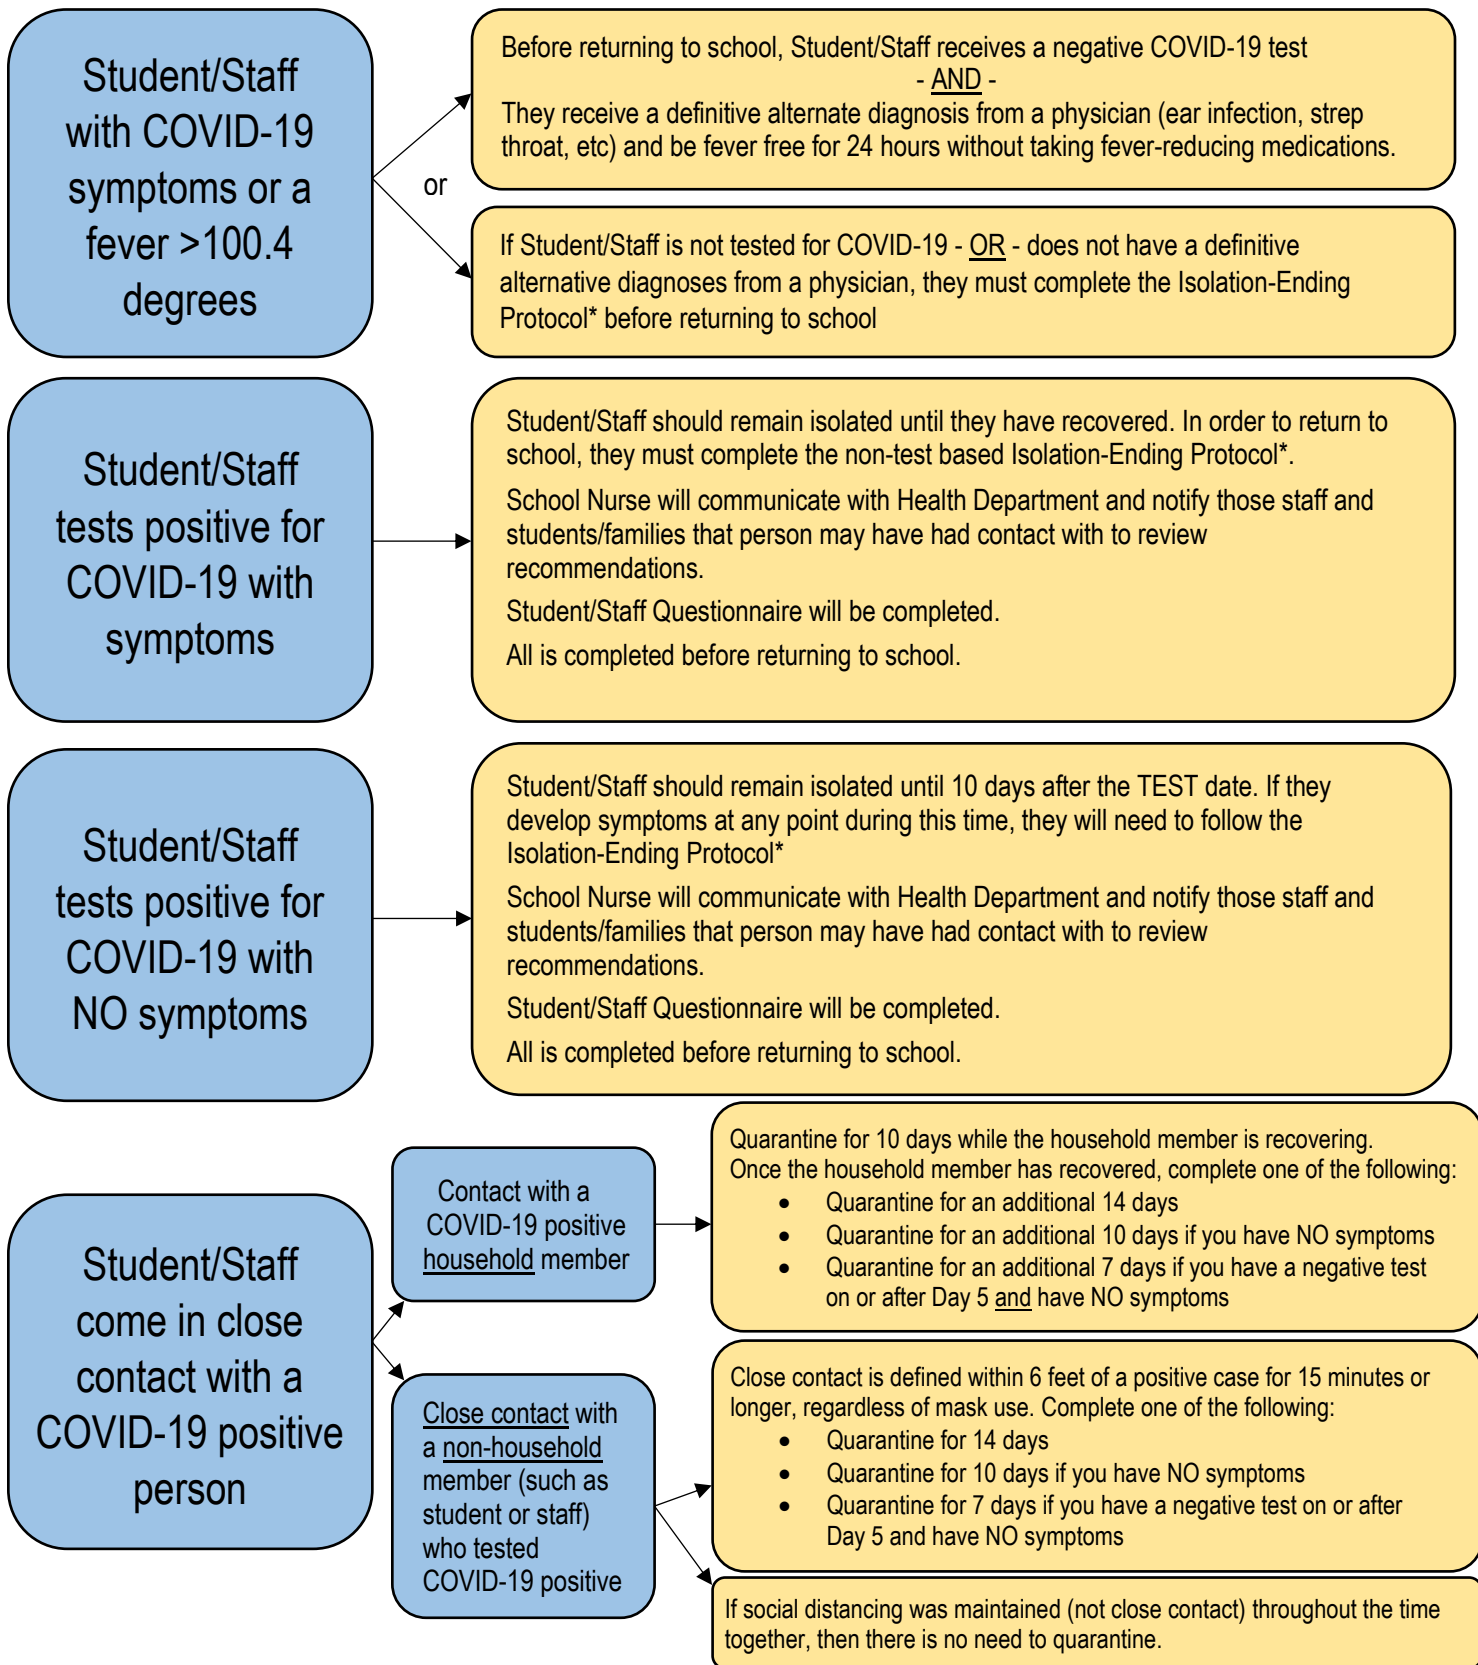 Student/Staff
with COVID-19
symptoms or a
fever >100.4
degrees
or
Before returning to school, Student/Staff receives a negative COVID-19 test
- AND -
They receive a definitive alternate diagnosis from a physician (ear infection, strep
throat, etc) and be fever free for 24 hours without taking fever-reducing medications.
If Student/Staff is not tested for COVID-19 - OR - does not have a definitive
alternative diagnoses from a physician, they must complete the Isolation-Ending
Protocol* before returning to school
Student/Staff
tests positive for
COVID-19 with
symptoms
Student/Staff should remain isolated until they have recovered. In order to return to
school, they must complete the non-test based Isolation-Ending Protocol*.
School Nurse will communicate with Health Department and notify those staff and
students/families that person may have had contact with to review
recommendations.
Student/Staff Questionnaire will be completed.
All is completed before returning to school.
Student/Staff
tests positive for
COVID-19 with
NO symptoms
Student/Staff should remain isolated until 10 days after the TEST date. If they
develop symptoms at any point during this time, they will need to follow the
Isolation-Ending Protocol*
School Nurse will communicate with Health Department and notify those staff and
students/families that person may have had contact with to review
recommendations.
Student/Staff Questionnaire will be completed.
All is completed before returning to school.
Student/Staff
come in close
contact with a
COVID-19 positive
person
Contact with a
COVID-19 positive
household member
Quarantine for 10 days while the household member is recovering.
Once the household member has recovered, complete one of the following:
• Quarantine for an additional 14 days
• Quarantine for an additional 10 days if you have NO symptoms
• Quarantine for an additional 7 days if you have a negative test
on or after Day 5 and have NO symptoms
Close contact with
a non-household
member (such as
student or staff)
who tested
COVID-19 positive
Close contact is defined within 6 feet of a positive case for 15 minutes or
longer, regardless of mask use. Complete one of the following:
• Quarantine for 14 days
• Quarantine for 10 days if you have NO symptoms
• Quarantine for 7 days if you have a negative test on or after
Day 5 and have NO symptoms
If social distancing was maintained (not close contact) throughout the time
together, then there is no need to quarantine.